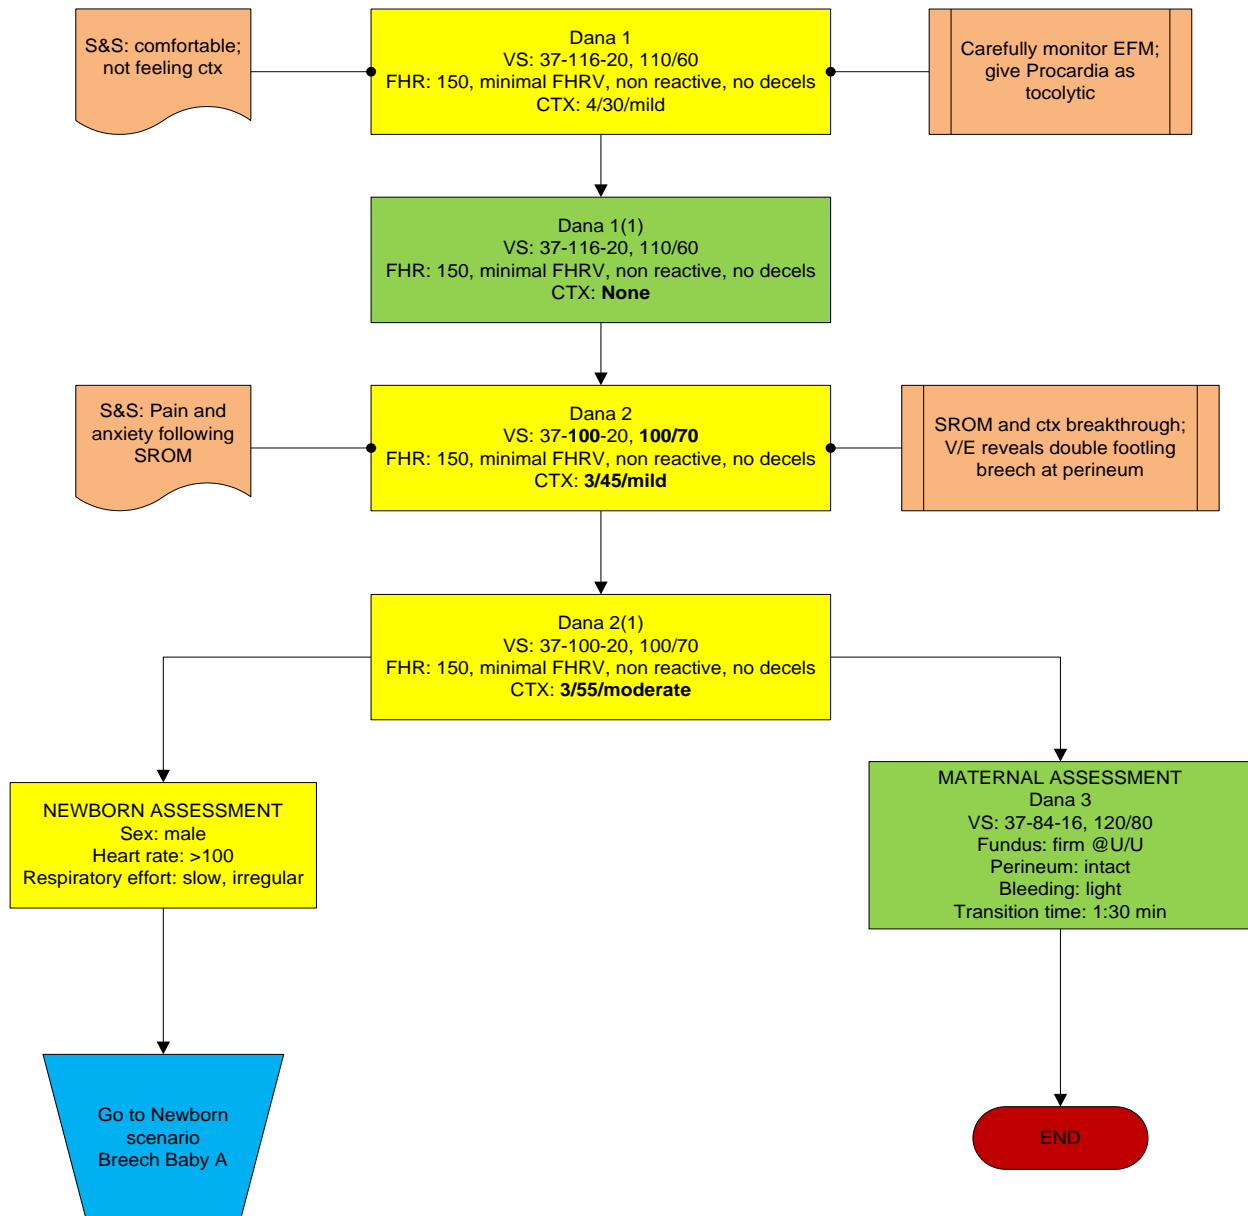 S&S: comfortable;
not feeling ctx
Dana 1
VS: 37-116-20, 110/60
FHR: 150, minimal FHRV, non reactive, no decels
CTX: 4/30/mild
Carefully monitor EFM;
give Procardia as
tocolytic
Dana 1(1)
VS: 37-116-20, 110/60
FHR: 150, minimal FHRV, non reactive, no decels
CTX: None
S&S: Pain and
anxiety following
SROM
Dana 2
VS: 37-100-20, 100/70
FHR: 150, minimal FHRV, non reactive, no decels
CTX: 3/45/mild
SROM and ctx breakthrough;
V/E reveals double footling
breech at perineum
Dana 2(1)
VS: 37-100-20, 100/70
FHR: 150, minimal FHRV, non reactive, no decels
CTX: 3/55/moderate
NEWBORN ASSESSMENT
Sex: male
Heart rate: >100
Respiratory effort: slow, irregular
MATERNAL ASSESSMENT
Dana 3
VS: 37-84-16, 120/80
Fundus: firm @U/U
Perineum: intact
Bleeding: light
Transition time: 1:30 min
Go to Newborn
scenario
Breech Baby A
END